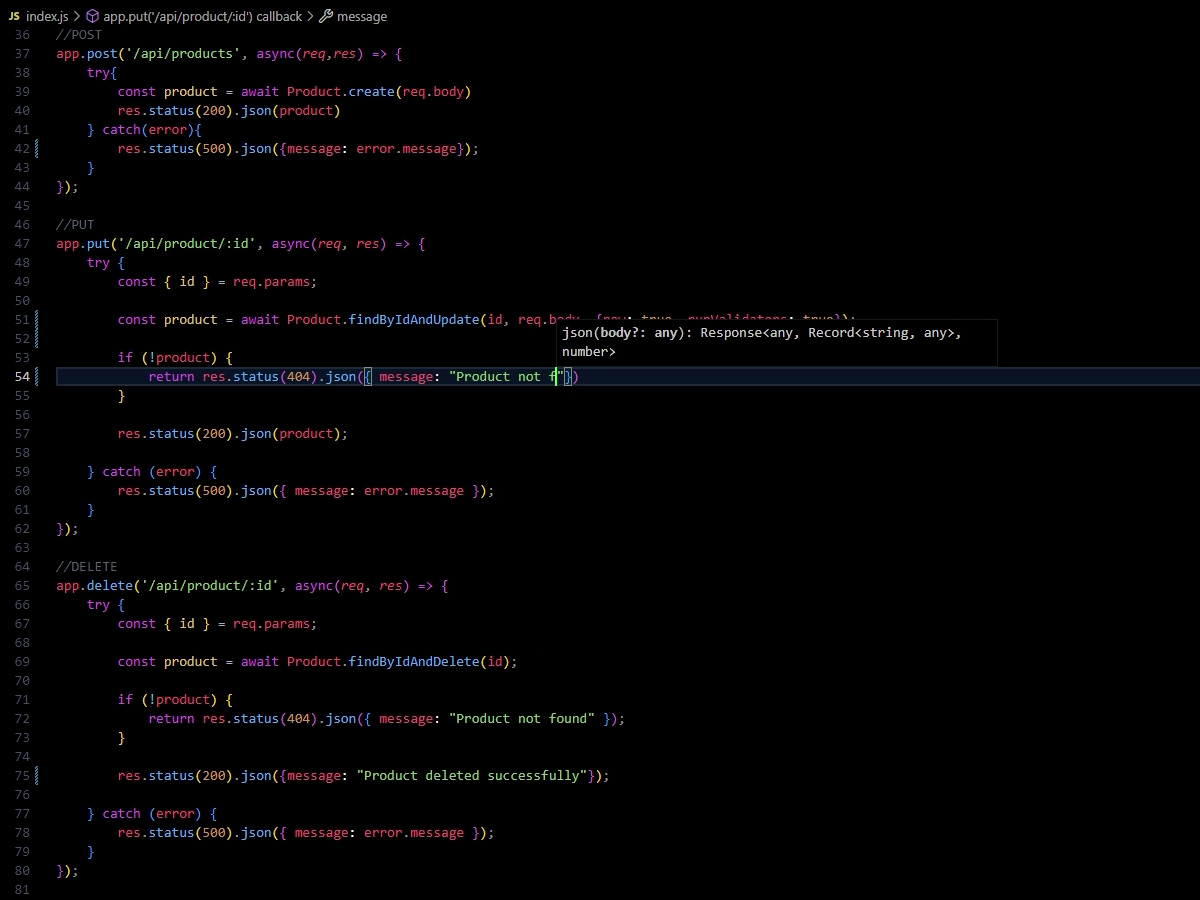 JS index.js > app.put('/api/product/:id') callback > message
36 //POST
37 app.post('/api/products', async(req,res) => {
38 try{
39 const product = await Product.create(req.body)
40 res.status(200).json(product)
41 } catch(error){
42 res.status(500).json({message: error.message});
43 }
44 });
45
46 //PUT
47 app.put('/api/product/:id', async(req, res) => {
48 try {
49 const { id } = req.params;
50
51 const product = await Product.findByIdAndUpdate(id, req.body, {new: true, runValidators: true});
json(body?: any): Response<any, Record<string, any>,
number>
52
53 if (!product) {
54 return res.status(404).json({ message: "Product not f"})
55 }
56
57 res.status(200).json(product);
58
59 } catch (error) {
60 res.status(500).json({ message: error.message });
61 }
62 });
63
64 //DELETE
65 app.delete('/api/product/:id', async(req, res) => {
66 try {
67 const { id } = req.params;
68
69 const product = await Product.findByIdAndDelete(id);
70
71 if (!product) {
72 return res.status(404).json({ message: "Product not found" });
73 }
74
75 res.status(200).json({message: "Product deleted successfully"});
76
77 } catch (error) {
78 res.status(500).json({ message: error.message });
79 }
80 });
81